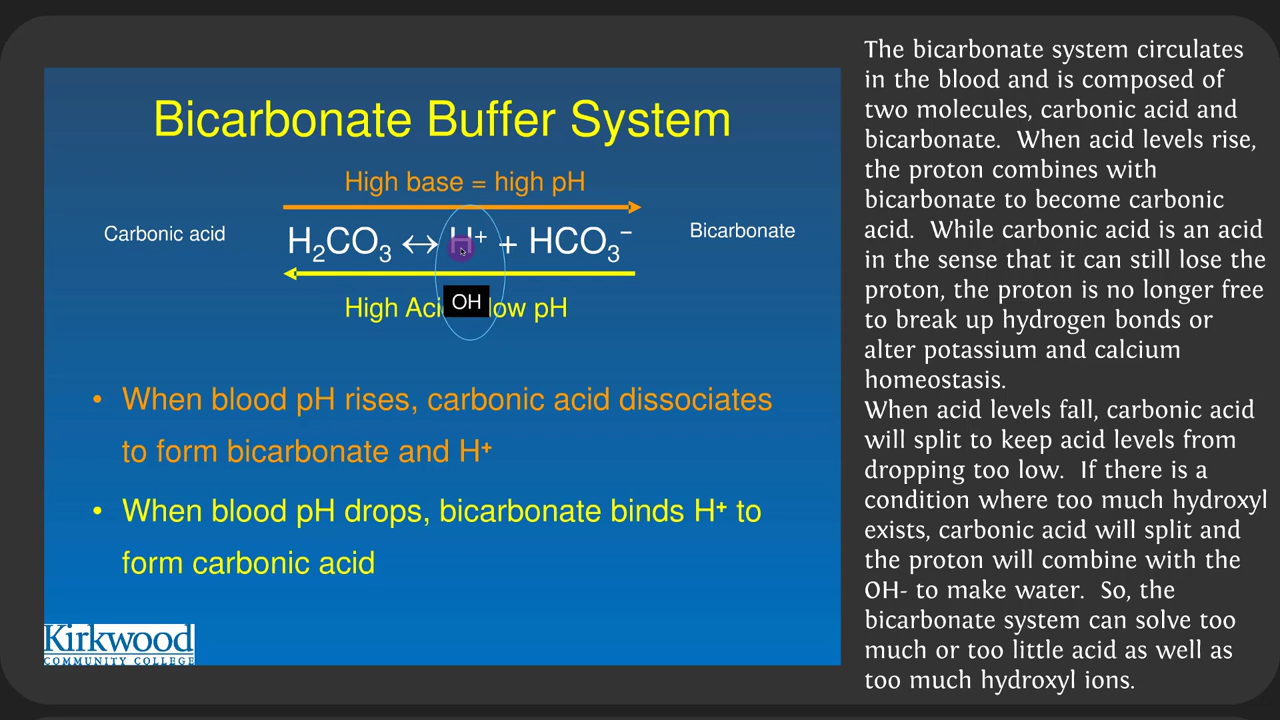 Bicarbonate Buffer System
High base = high pH
Carbonic acid
H₂CO₃ ↔ H⁺ + HCO₃⁻
Bicarbonate
OH
High Aci low pH
• When blood pH rises, carbonic acid dissociates
to form bicarbonate and H⁺
• When blood pH drops, bicarbonate binds H⁺ to
form carbonic acid
Kirkwood
COMMUNITY COLLEGE
The bicarbonate system circulates
in the blood and is composed of
two molecules, carbonic acid and
bicarbonate. When acid levels rise,
the proton combines with
bicarbonate to become carbonic
acid. While carbonic acid is an acid
in the sense that it can still lose the
proton, the proton is no longer free
to break up hydrogen bonds or
alter potassium and calcium
homeostasis.
When acid levels fall, carbonic acid
will split to keep acid levels from
dropping too low. If there is a
condition where too much hydroxyl
exists, carbonic acid will split and
the proton will combine with the
OH- to make water. So, the
bicarbonate system can solve too
much or too little acid as well as
too much hydroxyl ions.